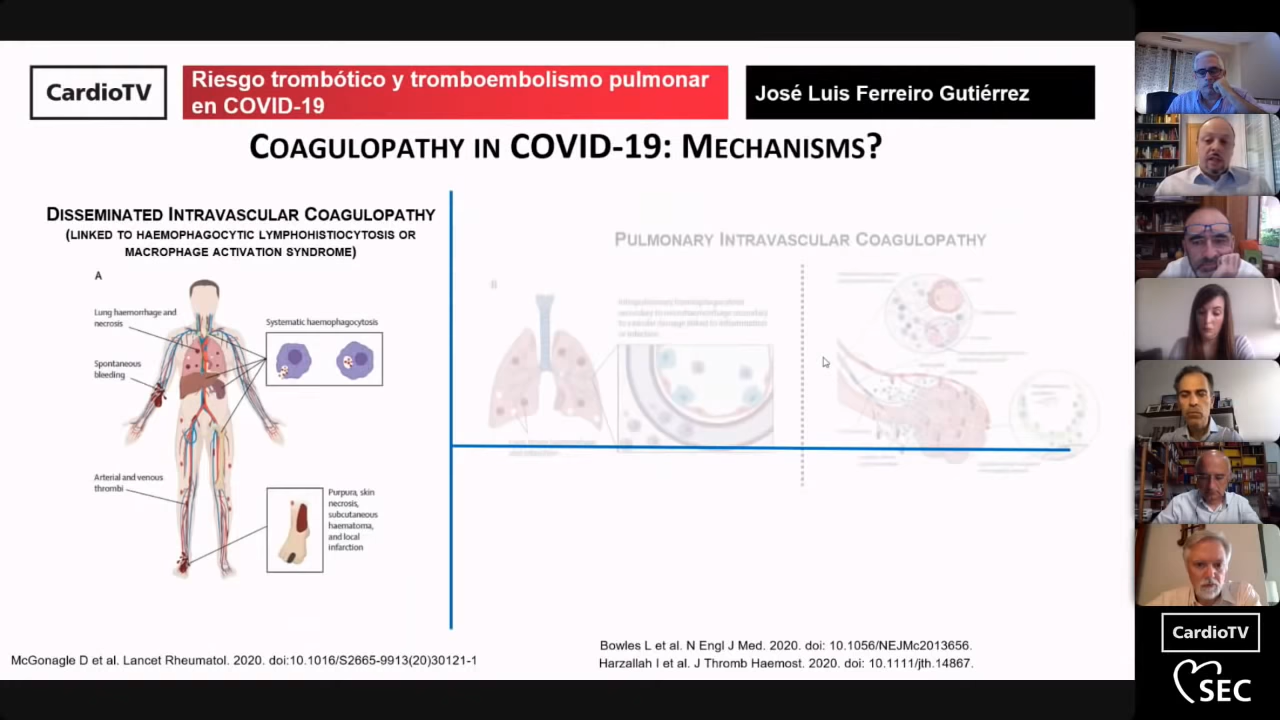 CardioTV
Riesgo trombótico y tromboembolismo pulmonar
en COVID-19
José Luis Ferreiro Gutiérrez
COAGULOPATHY IN COVID-19: MECHANISMS?
DISSEMINATED INTRAVASCULAR COAGULOPATHY
(LINKED TO HAEMOPHAGOCYTIC LYMPHOHISTIOCYTOSIS OR
MACROPHAGE ACTIVATION SYNDROME)
A
Lung haemorrhage and
necrosis
Systematic haemophagocytosis
Spontaneous
bleeding
Arterial and venous
thrombi
Purpura, skin
necrosis,
subcutaneous
haematoma,
and local
infarction
PULMONARY INTRAVASCULAR COAGULOPATHY
B
McGonagle D et al. Lancet Rheumatol. 2020. doi:10.1016/S2665-9913(20)30121-1
Bowles L et al. N Engl J Med. 2020. doi: 10.1056/NEJMc2013656.
Harzallah I et al. J Thromb Haemost. 2020. doi: 10.1111/jth.14867.
CardioTV
SEC